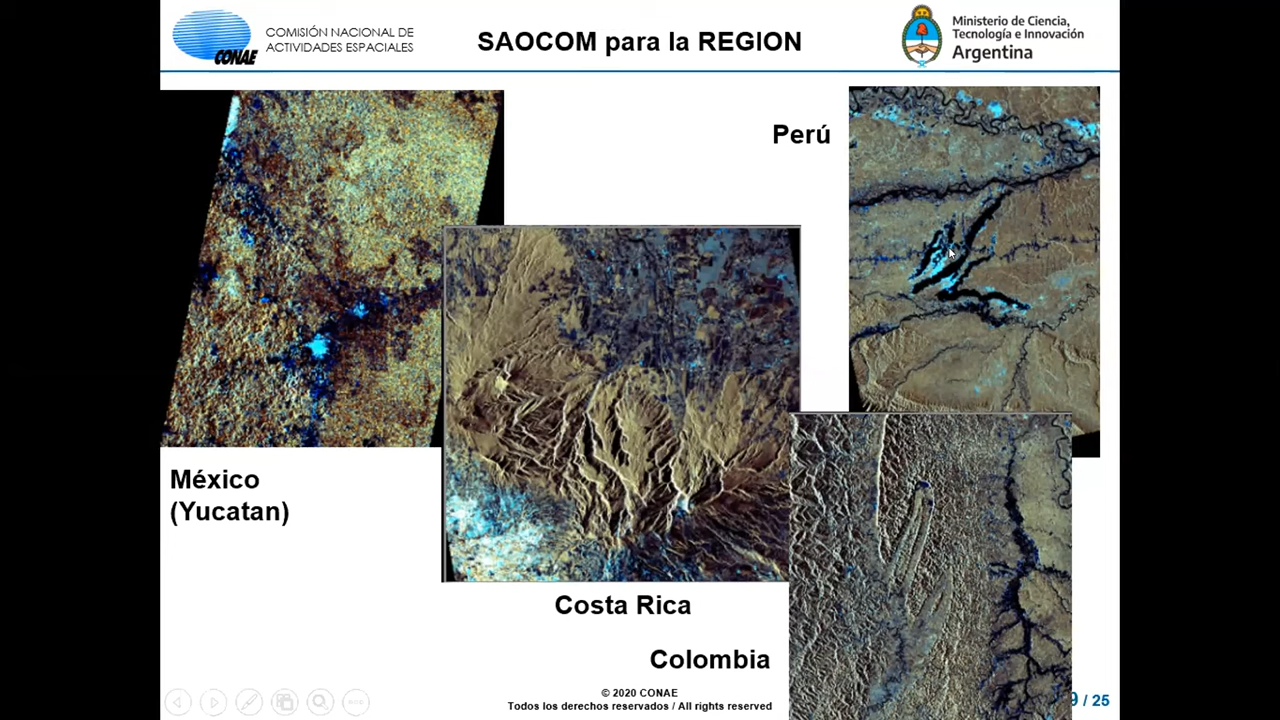 CONAE
COMISIÓN NACIONAL DE
ACTIVIDADES ESPACIALES
SAOCOM para la REGION
Ministerio de Ciencia,
Tecnología e Innovación
Argentina
Perú
México
(Yucatan)
Costa Rica
Colombia
© 2020 CONAE
Todos los derechos reservados / All rights reserved
9 / 25